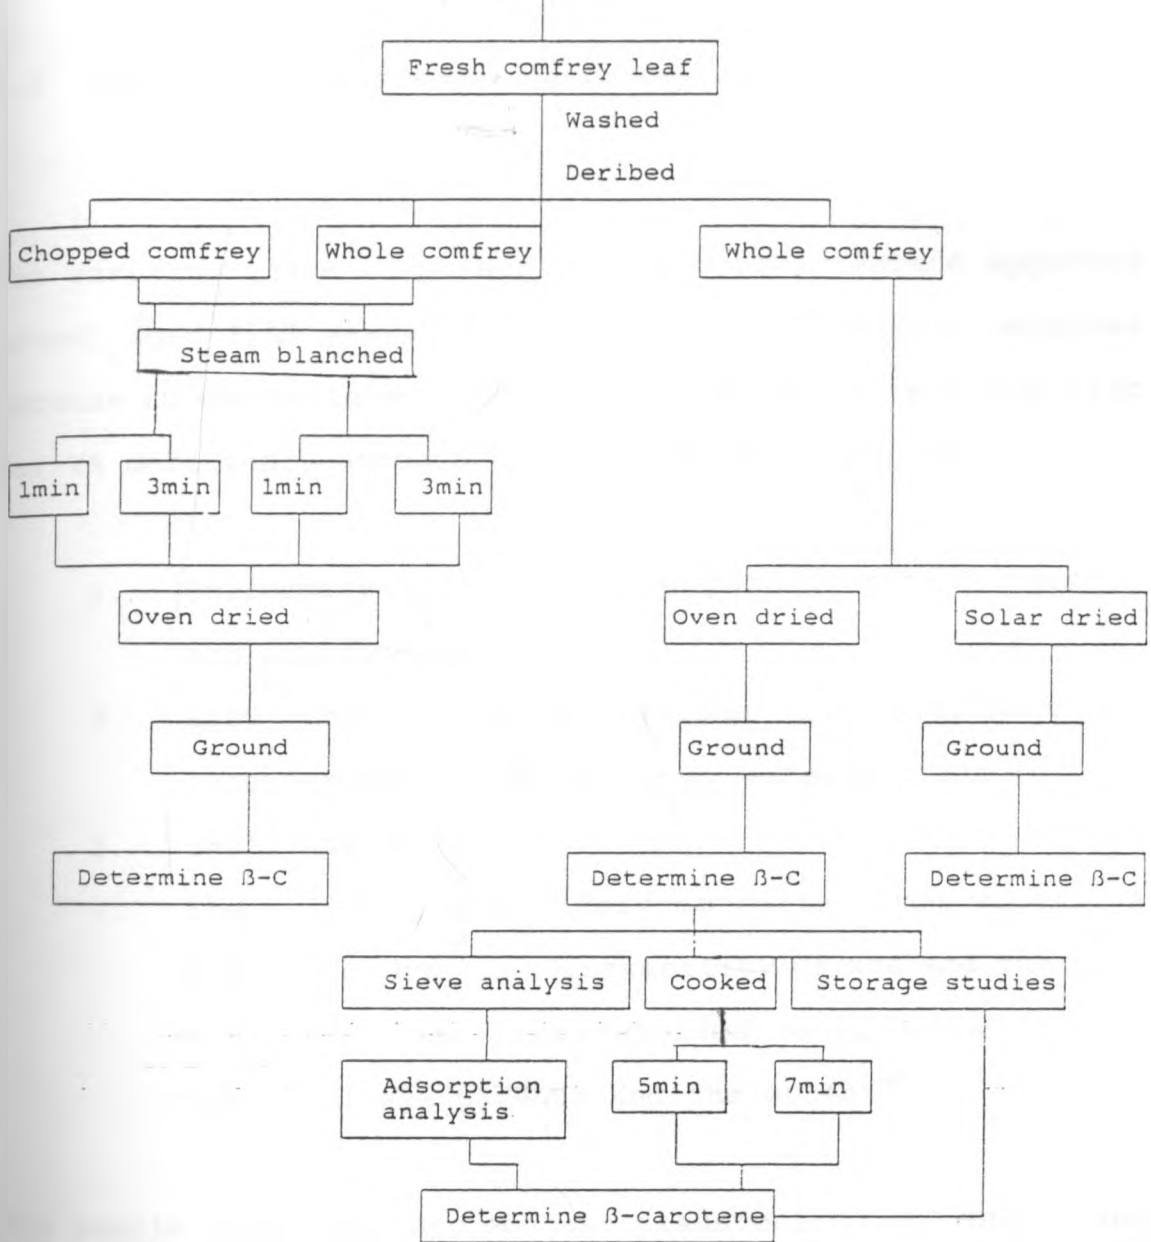 Fresh comfrey leaf
Washed
Deribed
Chopped comfrey
Whole comfrey
Whole comfrey
Steam blanched
1min
3min
1min
3min
Oven dried
Oven dried
Solar dried
Ground
Ground
Ground
Determine ß-C
Determine ß-C
Determine ß-C
Sieve analysis
Cooked
Storage studies
Adsorption
analysis
5min
7min
Determine ß-carotene